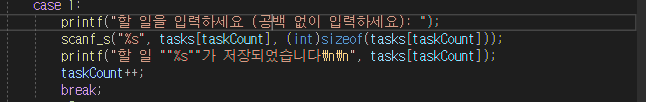 case 1:
printf("할 일을 입력하세요 (공백 없이 입력하세요): ");
scanf_s("%s", tasks[taskCount], (int)sizeof(tasks[taskCount]));
printf("할 일 ""%s""가 저장되었습니다₩n₩n", tasks[taskCount]);
taskCount++;
break;